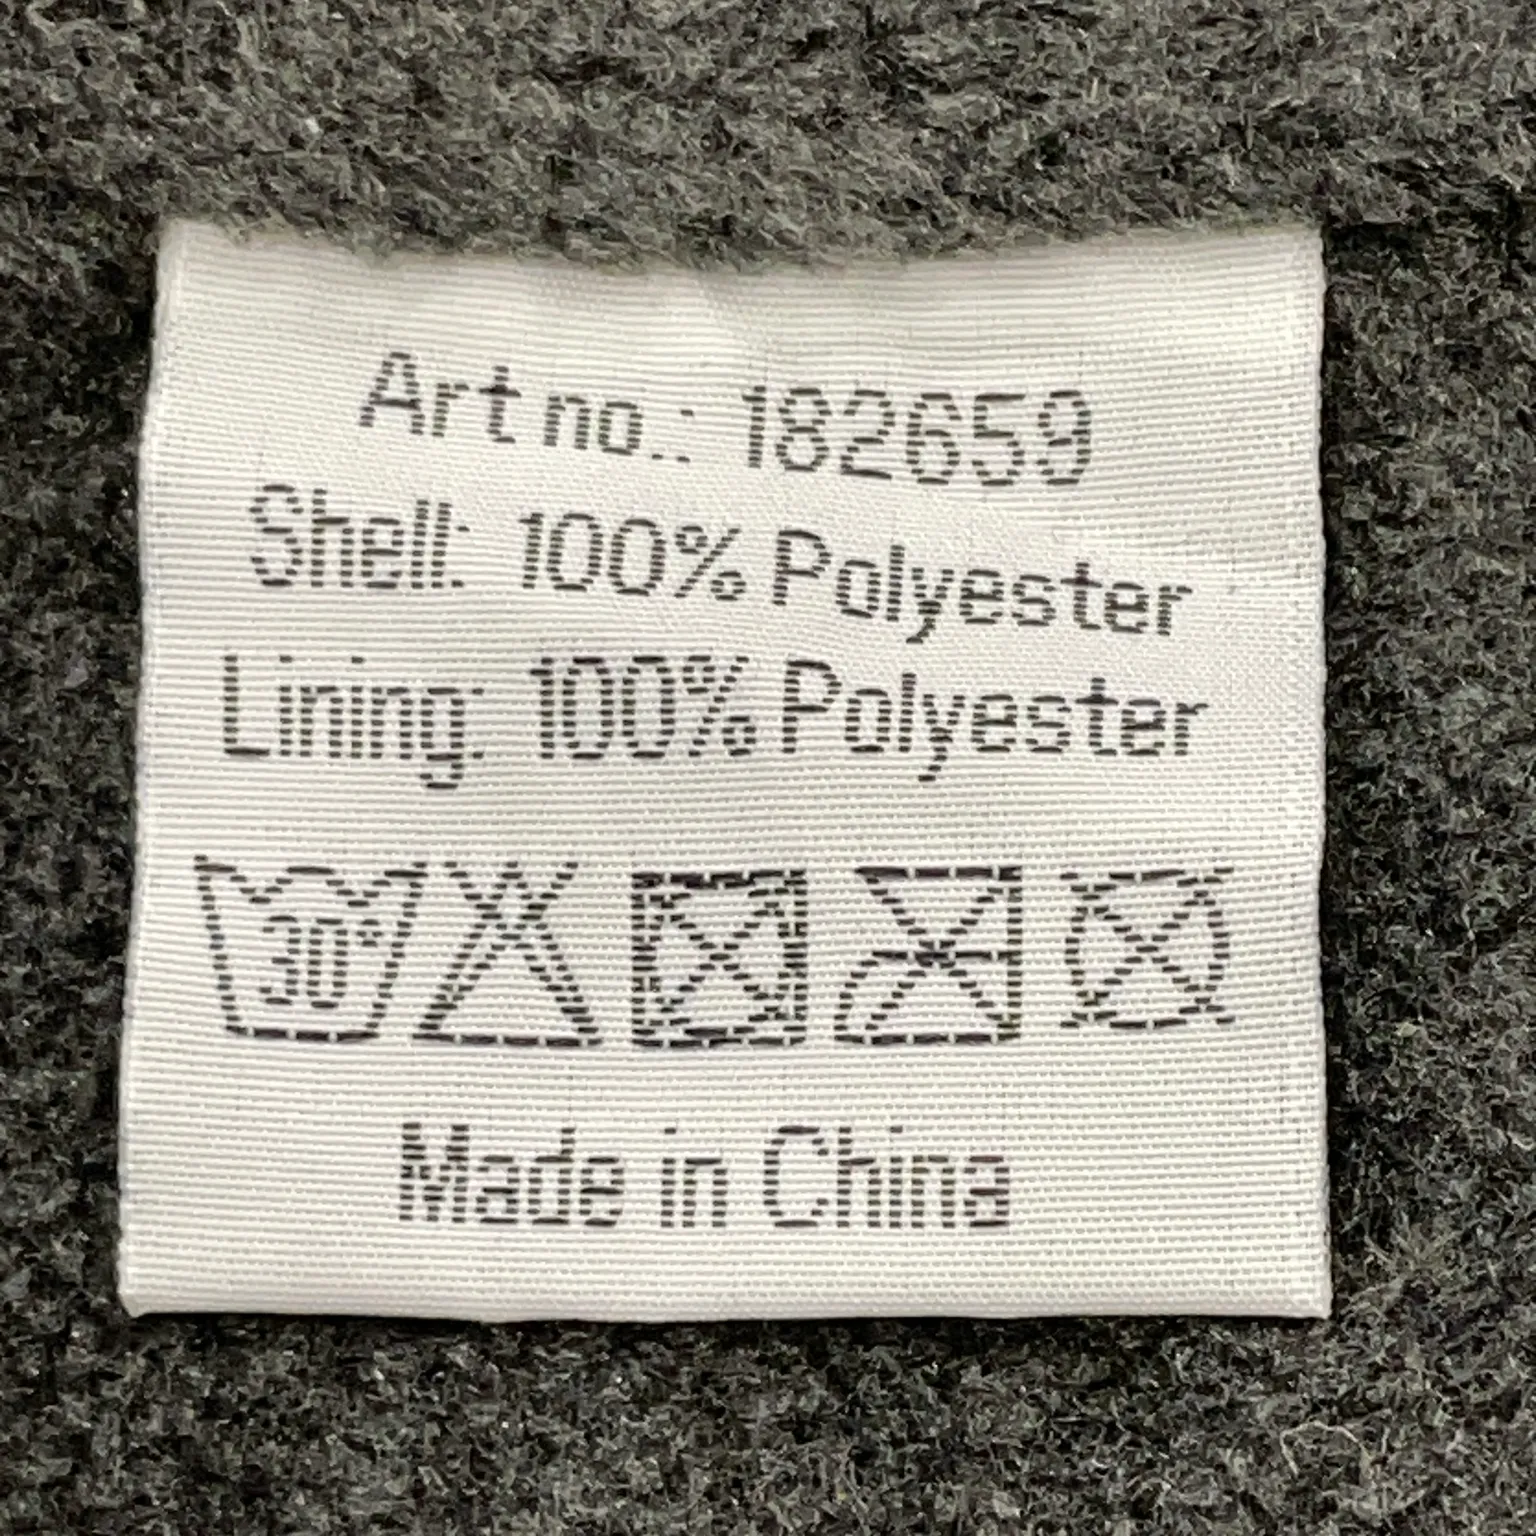 Art no.: 182659
Shell: 100% Polyester
Lining: 100% Polyester
30°
Made in China